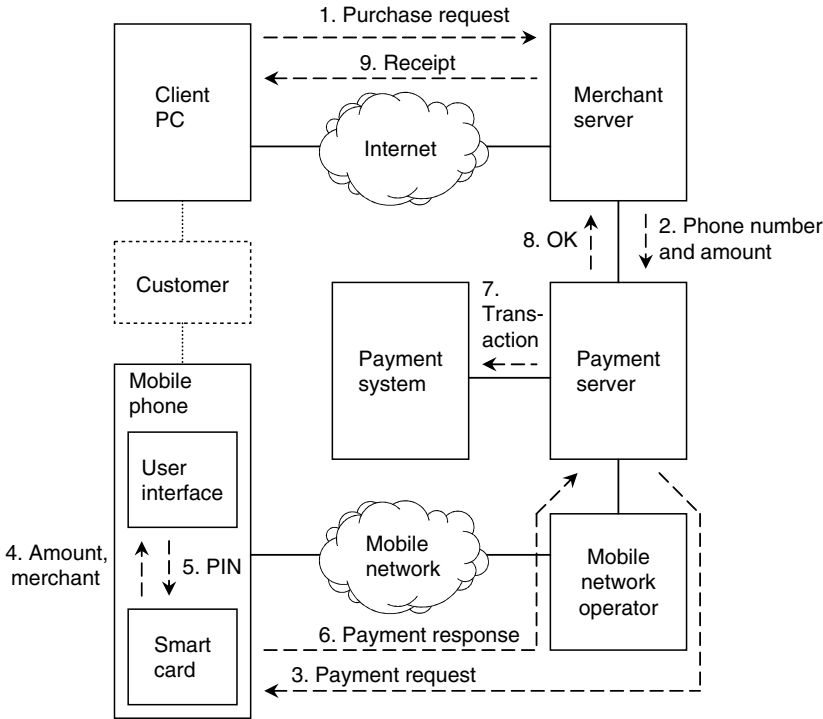 1. Purchase request
9. Receipt
Client
PC
Internet
Merchant
server
8. OK
2. Phone number
and amount
Customer
7.
Trans-
action
Payment
system
Payment
server
Mobile
phone
User
interface
4. Amount,
merchant
5. PIN
Smart
card
Mobile
network
Mobile
network
operator
6. Payment response
3. Payment request